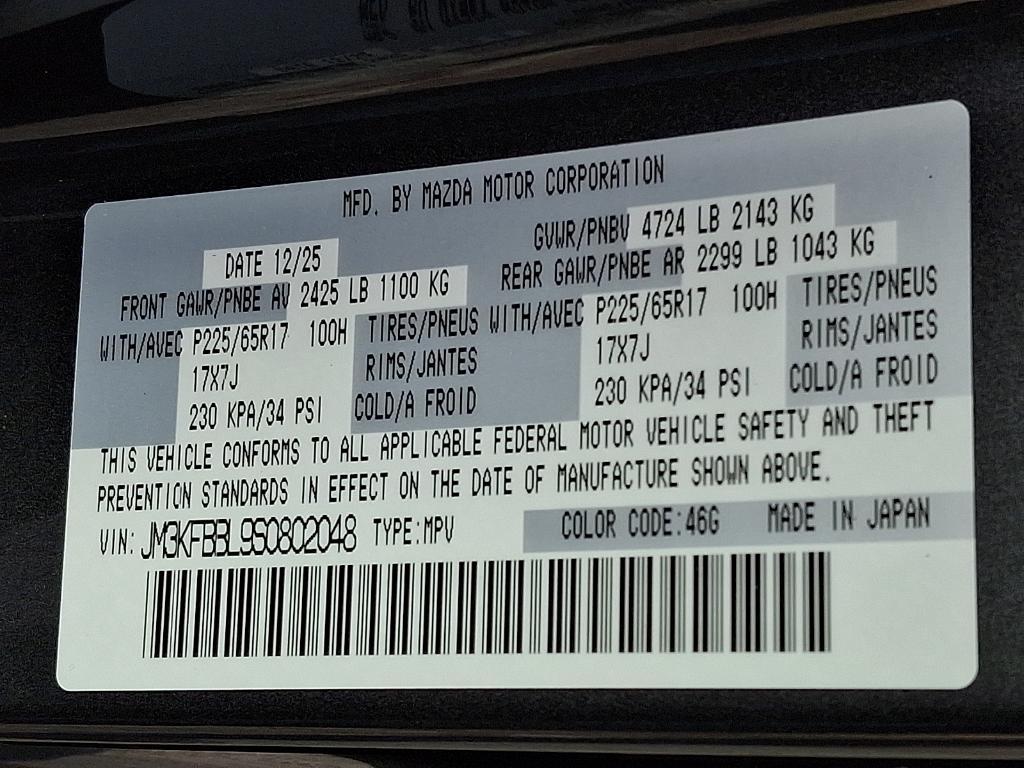 MFD. BY MAZDA MOTOR CORPORATION
DATE 12/25 GVWR/PNBV 4724 LB 2143 KG
FRONT GAWR/PNBE AV 2425 LB 1100 KG REAR GAWR/PNBE AR 2299 LB 1043 KG
WITH/AVEC P225/65R17 100H TIRES/PNEUS WITH/AVEC P225/65R17 100H TIRES/PNEUS
17X7J RIMS/JANTES 17X7J RIMS/JANTES
230 KPA/34 PSI COLD/A FROID 230 KPA/34 PSI COLD/A FROID
THIS VEHICLE CONFORMS TO ALL APPLICABLE FEDERAL MOTOR VEHICLE SAFETY AND THEFT
PREVENTION STANDARDS IN EFFECT ON THE DATE OF MANUFACTURE SHOWN ABOVE.
VIN: JM3KFBBL9S0802048 TYPE:MPV COLOR CODE:46G MADE IN JAPAN